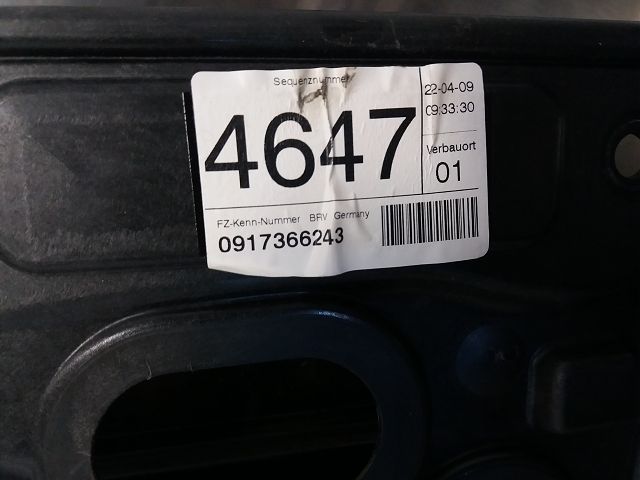 Sequenznummer
4647
22-04-09
09:33:30
Verbauort
01
FZ-Kenn-Nummer BRV Germany
0917366243